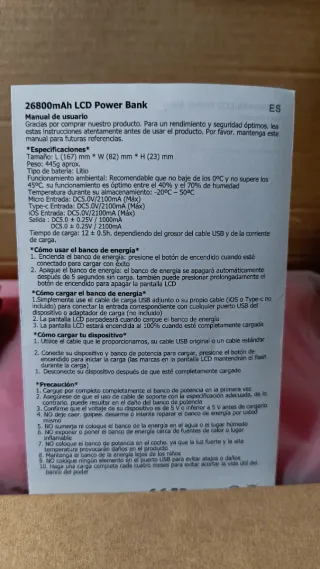 26800mAh LCD Power Bank
ES
Manual de usuario
Gracias por comprar nuestro producto. Para un rendimiento y seguridad óptimos, lea
estas instrucciones atentamente antes de usar el producto. Por favor, mantenga este
manual para futuras referencias.
*Especificaciones*
Tamaño: L (167) mm * W (82) mm * H (23) mm
Peso: 445g aprox.
Tipo de batería: Litio
Funcionamiento ambiental: Recomendable que no baje de los 0ºC y no supere los
45ºC. su funcionamiento es óptimo entre el 40% y el 70% de humedad
Temperatura durante su almacenamiento: -20ºC – 50ºC
Micro Entrada: DC5.0V/2100mA (Máx)
Type-c Entrada: DC5.0V/2100mA (Máx)
iOS Entrada: DC5.0V/2100mA (Máx)
Salida : DC5.0 ± 0.25V / 1000mA
DC5.0 ± 0.25V / 2100mA
Tiempo de carga: 12 ± 0.5h. dependiendo del grosor del cable USB y de la corriente
de carga.
*Cómo usar el banco de energía*
1. Encienda el banco de energía: presione el botón de encendido cuando esté
conectado para cargar con éxito
2. Apague el banco de energía: el banco de energía se apagará automáticamente
después de 5 segundos sin carga. también puede presionar prolongadamente el
botón de encendido para apagar la pantalla LCD
*Cómo cargar el banco de energía*
1.Simplemente use el cable de carga USB adjunto o su propio cable (iOS o Type-c no
incluido) para conectar la entrada correspondiente con cualquier puerto USB del
dispositivo o adaptador de carga (no incluido)
2. La pantalla LCD parpadeará cuando cargue el banco de energía
3. La pantalla LCD estará encendida al 100% cuando esté completamente cargada
*Cómo cargar tu dispositivo*
1. Utilice el cable que le proporcionamos, su cable USB original o un cable estándar
2. Conecte su dispositivo y banco de potencia para cargar, presione el botón de
encendido para iniciar la carga (las marcas en la pantalla LCD mantendrán el flash
durante la carga)
1. Desconecte su dispositivo después de que esté completamente cargado
*Precaución*
1. Cargue por completo completamente el banco de potencia en la primera vez
2. Asegúrese de que el uso de cable de soporte con la especificación adecuada, de lo
contrario, puede resultar en el daño del banco de potencia
3. Confirme que el voltaje de su dispositivo es de 5 V o inferior a 5 V antes de cargarlo
4. NO deje caer, golpee, desarme o intente reparar el banco de energía por usted
mismo
5. NO sumerja ni coloque el banco de la energía en el agua o el lugar húmedo
6. NO exponer o poner el banco de energía cerca de fuentes de calor o lugar
inflamable
7. NO coloque el banco de potencia en el coche, ya que la luz fuerte y la alta
temperatura provocarán daños en el producto
8. Mantenga el banco de la energía lejos de los niños
9. NO coloque ningún elemento en el puerto USB para evitar atajos o daños
10. Haga una carga completa cada cuatro meses para evitar acortar la vida útil del
banco del poder